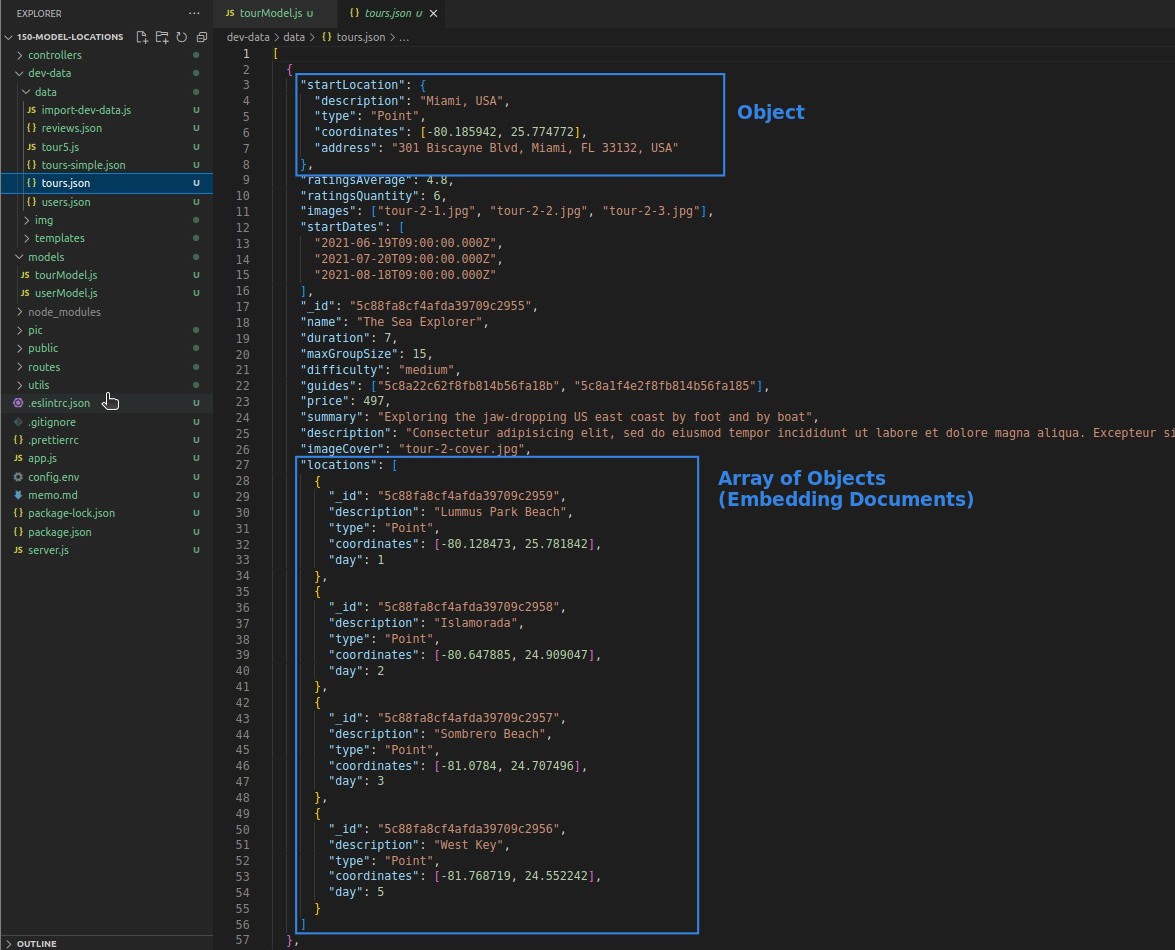 EXPLORER
···
150-MODEL-LOCATIONS
controllers
dev-data
data
JS import-dev-data.js U
{} reviews.json U
JS tour5.js U
{} tours-simple.json U
{} tours.json U
{} users.json U
img
templates
models
JS tourModel.js U
JS userModel.js U
node_modules
pic
public
routes
utils
.eslintrc.json U
.gitignore U
{} .prettierrc U
JS app.js U
config.env U
memo.md U
{} package-lock.json U
{} package.json U
JS server.js U
OUTLINE
JS tourModel.js U
{} tours.json U
dev-data > data > {} tours.json > ...
1 [
2 {
3 "startLocation": {
4 "description": "Miami, USA",
5 "type": "Point",
6 "coordinates": [-80.185942, 25.774772],
7 "address": "301 Biscayne Blvd, Miami, FL 33132, USA"
8 },
Object
9 "ratingsAverage": 4.8,
10 "ratingsQuantity": 6,
11 "images": ["tour-2-1.jpg", "tour-2-2.jpg", "tour-2-3.jpg"],
12 "startDates": [
13 "2021-06-19T09:00:00.000Z",
14 "2021-07-20T09:00:00.000Z",
15 "2021-08-18T09:00:00.000Z"
16 ],
17 "_id": "5c88fa8cf4afda39709c2955",
18 "name": "The Sea Explorer",
19 "duration": 7,
20 "maxGroupSize": 15,
21 "difficulty": "medium",
22 "guides": ["5c8a22c62f8fb814b56fa18b", "5c8a1f4e2f8fb814b56fa185"],
23 "price": 497,
24 "summary": "Exploring the jaw-dropping US east coast by foot and by boat",
25 "description": "Consectetur adipisicing elit, sed do eiusmod tempor incididunt ut labore et dolore magna aliqua. Excepteur si
26 "imageCover": "tour-2-cover.jpg",
27 "locations": [
28 {
29 "_id": "5c88fa8cf4afda39709c2959",
30 "description": "Lummus Park Beach",
31 "type": "Point",
32 "coordinates": [-80.128473, 25.781842],
33 "day": 1
34 },
35 {
36 "_id": "5c88fa8cf4afda39709c2958",
37 "description": "Islamorada",
38 "type": "Point",
39 "coordinates": [-80.647885, 24.909047],
40 "day": 2
41 },
42 {
43 "_id": "5c88fa8cf4afda39709c2957",
44 "description": "Sombrero Beach",
45 "type": "Point",
46 "coordinates": [-81.0784, 24.707496],
47 "day": 3
48 },
49 {
50 "_id": "5c88fa8cf4afda39709c2956",
51 "description": "West Key",
52 "type": "Point",
53 "coordinates": [-81.768719, 24.552242],
54 "day": 5
55 }
56 ]
57 },
Array of Objects
(Embedding Documents)